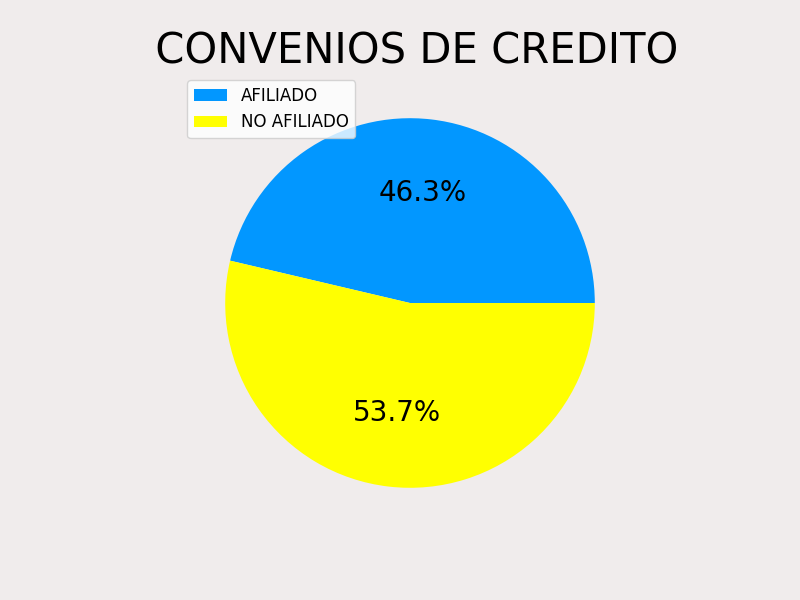 CONVENIOS DE CREDITO
AFILIADO
NO AFILIADO
46.3%
53.7%